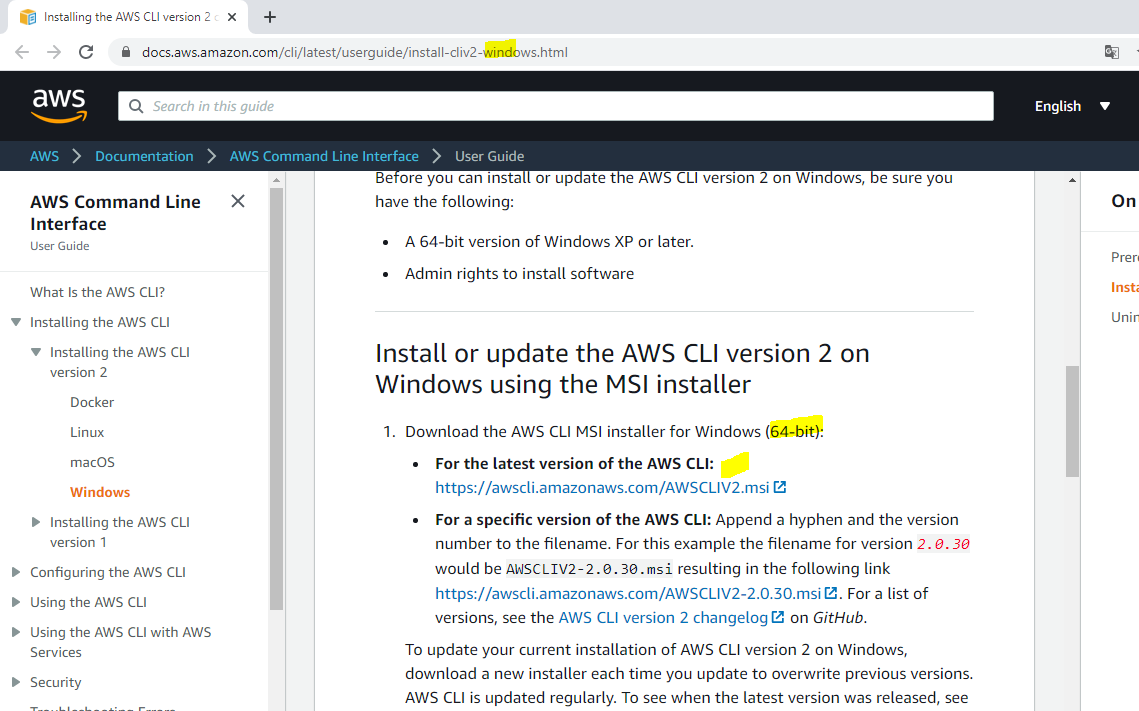 Installing the AWS CLI version 2
docs.aws.amazon.com/cli/latest/userguide/install-cliv2-windows.html
aws
Search in this guide
English
AWS
Documentation
AWS Command Line Interface
User Guide
AWS Command Line
Interface
User Guide
What Is the AWS CLI?
Installing the AWS CLI
Installing the AWS CLI
version 2
Docker
Linux
macOS
Windows
Installing the AWS CLI
version 1
Configuring the AWS CLI
Using the AWS CLI
Using the AWS CLI with AWS
Services
Security
Troubleshooting Errors
Before you can install or update the AWS CLI version 2 on Windows, be sure you
have the following:
• A 64-bit version of Windows XP or later.
• Admin rights to install software
Install or update the AWS CLI version 2 on
Windows using the MSI installer
1. Download the AWS CLI MSI installer for Windows (64-bit):
• For the latest version of the AWS CLI:
https://awscli.amazonaws.com/AWSCLIV2.msi
• For a specific version of the AWS CLI: Append a hyphen and the version
number to the filename. For this example the filename for version 2.0.30
would be AWSCLIV2-2.0.30.msi resulting in the following link
https://awscli.amazonaws.com/AWSCLIV2-2.0.30.msi. For a list of
versions, see the AWS CLI version 2 changelog on GitHub.
To update your current installation of AWS CLI version 2 on Windows,
download a new installer each time you update to overwrite previous versions.
AWS CLI is updated regularly. To see when the latest version was released, see
On
Prer
Insta
Unin